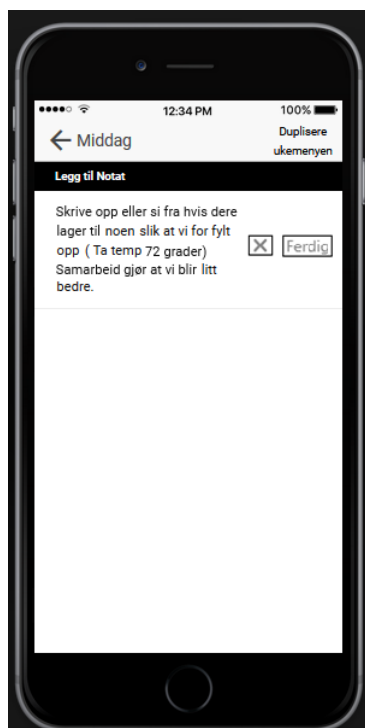 12:34 PM
100%
Middag
Duplisere
ukemenyen
Legg til Notat
Skrive opp eller si fra hvis dere
lager til noen slik at vi for fylt
opp ( Ta temp 72 grader)
Samarbeid gjør at vi blir litt
bedre.
Ferdig